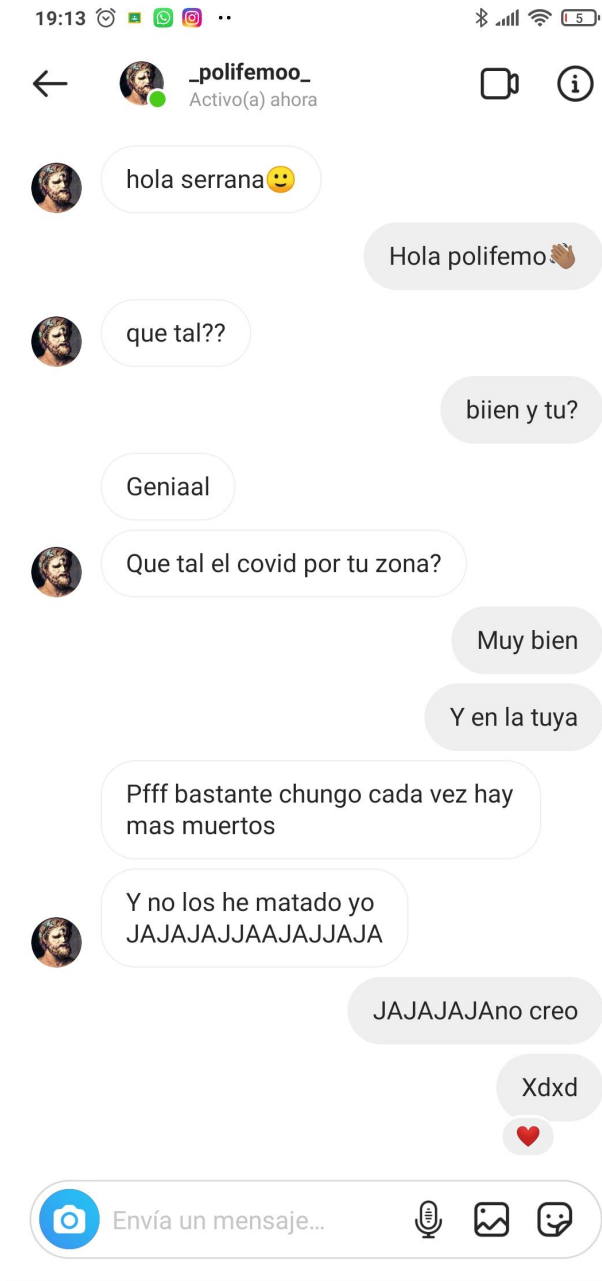 19:13
5
_polifemoo_
Activo(a) ahora
hola serrana🙂
Hola polifemo👋🏽
que tal??
biien y tu?
Geniaal
Que tal el covid por tu zona?
Muy bien
Y en la tuya
Pfff bastante chungo cada vez hay
mas muertos
Y no los he matado yo
JAJAJAJJAAJAJJAJA
JAJAJAJAno creo
Xdxd
❤️
Envía un mensaje...